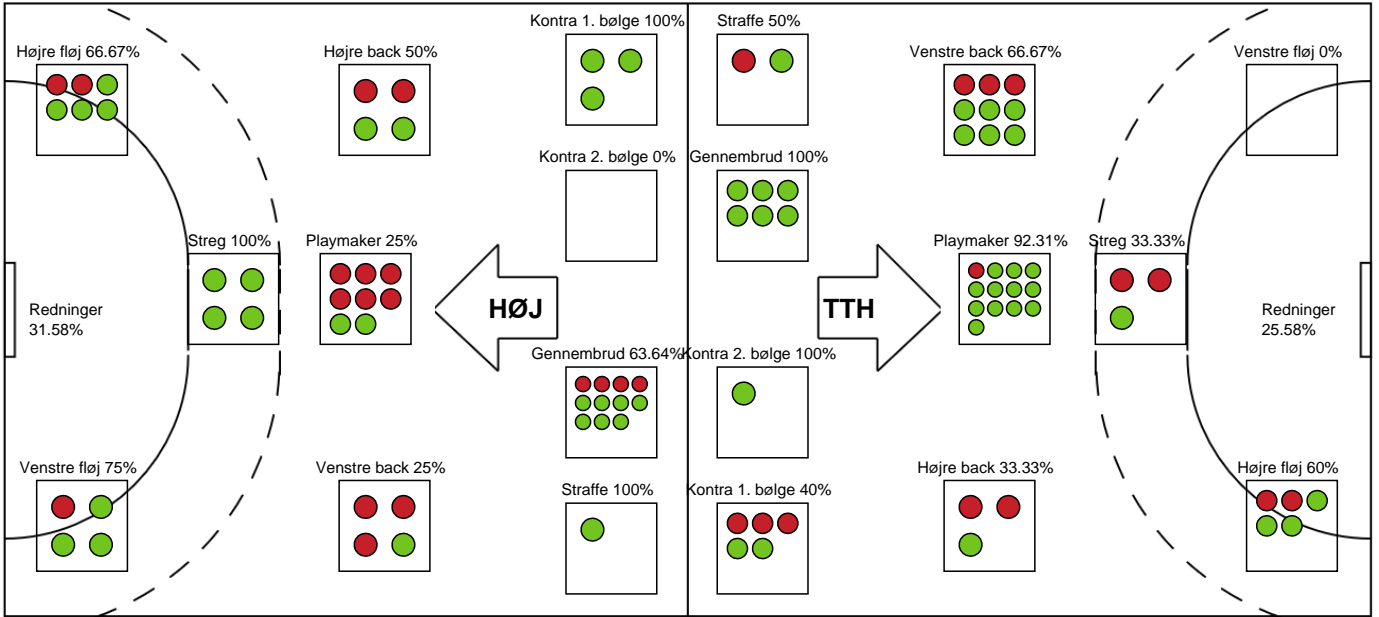 Kontra 1. bølge 100%
Straffe 50%
Højre fløj 66.67%
Højre back 50%
Venstre back 66.67%
Venstre fløj 0%
Kontra 2. bølge 0%
Gennembrud 100%
Streg 100%
Playmaker 25%
Playmaker 92.31%
Streg 33.33%
HØJ
TTH
Redninger
31.58%
Redninger
25.58%
Gennembrud 63.64%
Kontra 2. bølge 100%
Venstre fløj 75%
Venstre back 25%
Højre back 33.33%
Højre fløj 60%
Straffe 100%
Kontra 1. bølge 40%